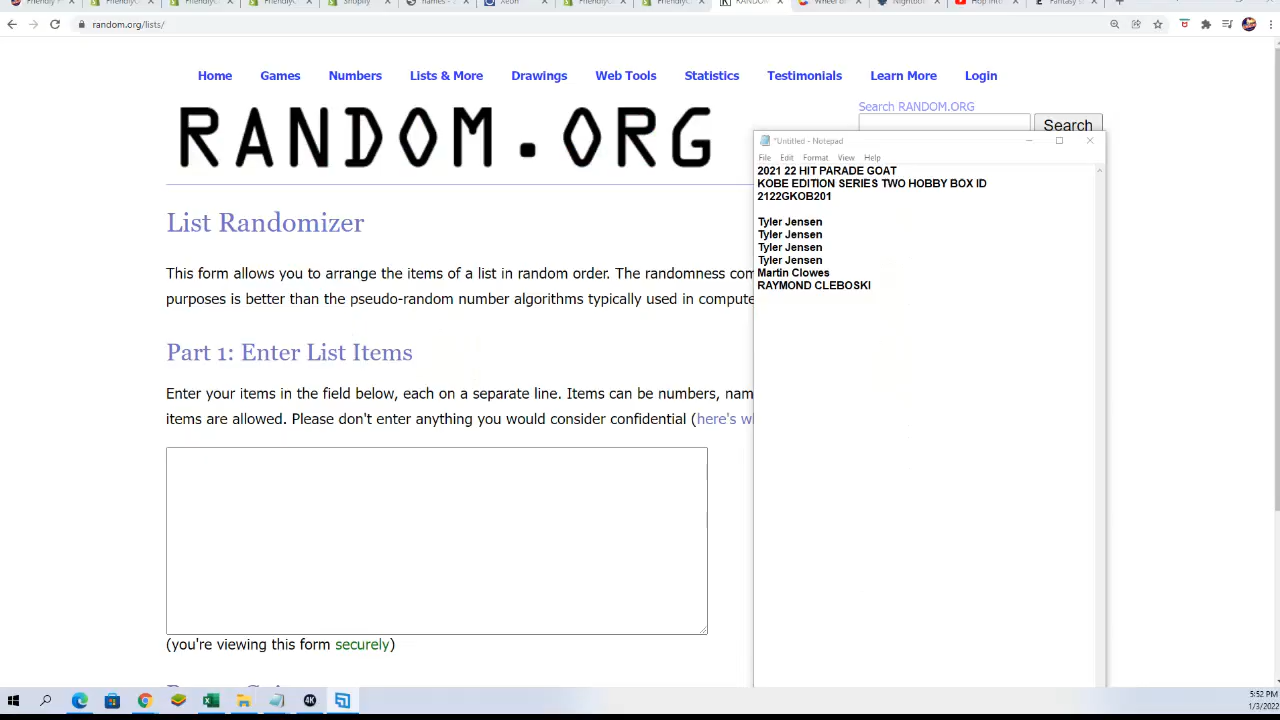 random.org/lists/
Home Games Numbers Lists & More Drawings Web Tools Statistics Testimonials Learn More Login
Search RANDOM.ORG
RANDOM.ORG
Search
*Untitled - Notepad
File Edit Format View Help
2021 22 HIT PARADE GOAT
KOBE EDITION SERIES TWO HOBBY BOX ID
2122GKOB201
Tyler Jensen
Tyler Jensen
Tyler Jensen
Tyler Jensen
Martin Clowes
RAYMOND CLEBOSKI
List Randomizer
This form allows you to arrange the items of a list in random order. The randomness com
purposes is better than the pseudo-random number algorithms typically used in compute
Part 1: Enter List Items
Enter your items in the field below, each on a separate line. Items can be numbers, nam
items are allowed. Please don't enter anything you would consider confidential (here's w
(you're viewing this form securely)
5:52 PM
1/3/2022